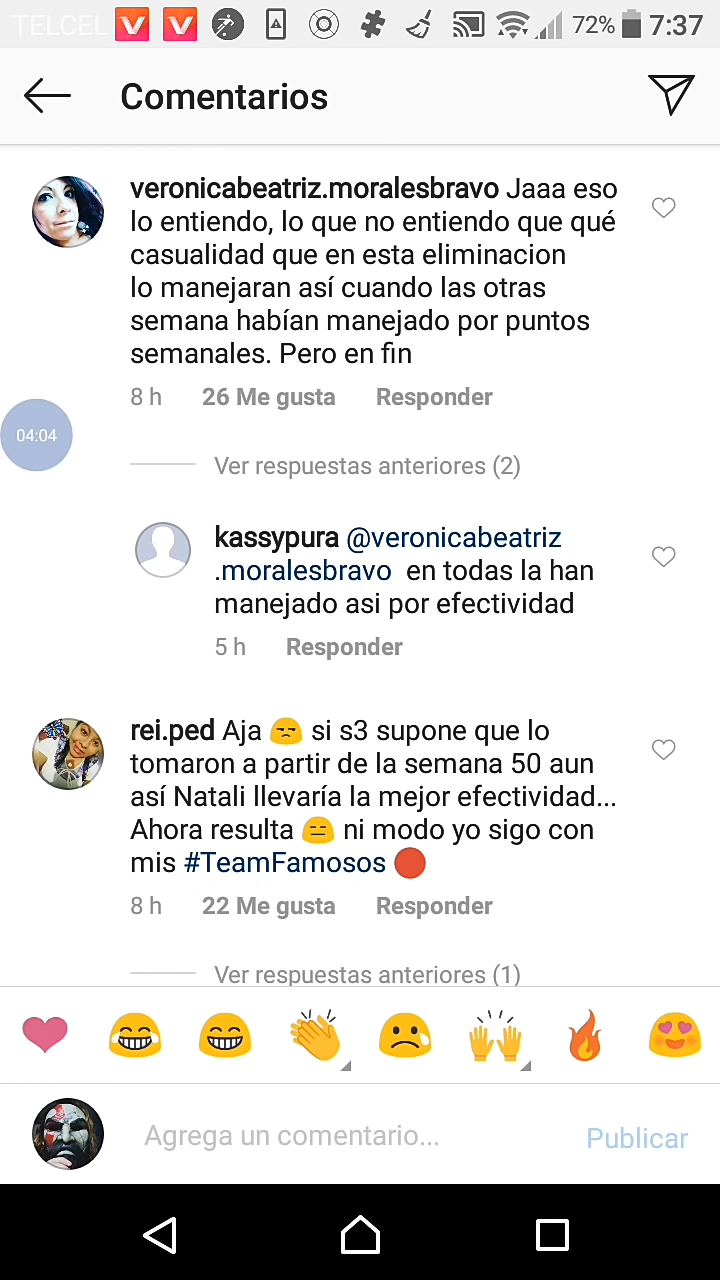 TELCEL 72% 7:37
Comentarios
veronicabeatriz.moralesbravo Jaaa eso
lo entiendo, lo que no entiendo que qué
casualidad que en esta eliminacion
lo manejaran así cuando las otras
semana habían manejado por puntos
semanales. Pero en fin
8 h 26 Me gusta Responder
04:04
Ver respuestas anteriores (2)
kassypura @veronicabeatriz
.moralesbravo en todas la han
manejado asi por efectividad
5 h Responder
rei.ped Aja 😒 si s3 supone que lo
tomaron a partir de la semana 50 aun
así Natali llevaría la mejor efectividad...
Ahora resulta 😑 ni modo yo sigo con
mis #TeamFamosos 🔴
8 h 22 Me gusta Responder
Ver respuestas anteriores (1)
Agrega un comentario... Publicar